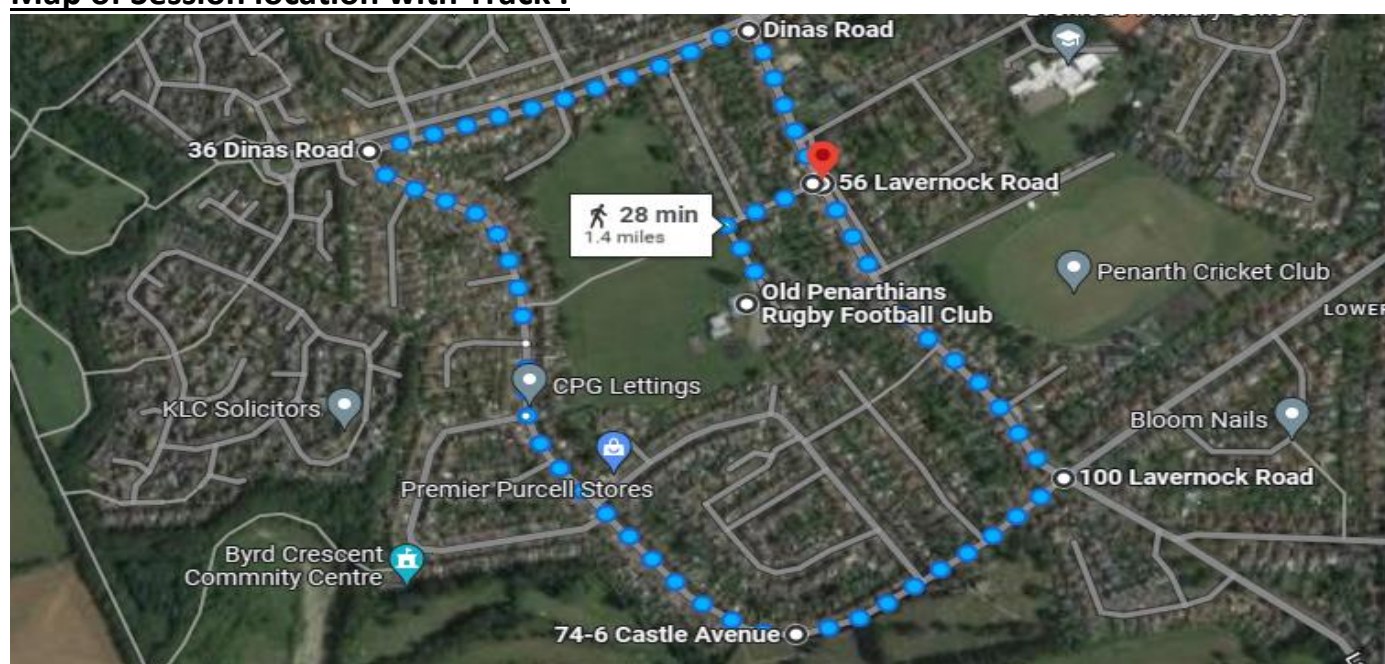 Map of Session location with Track :
Dinas Road
36 Dinas Road
56 Lavernock Road
28 min
1.4 miles
Penarth Cricket Club
Old Penarthians
Rugby Football Club
LOWER
CPG Lettings
KLC Solicitors
Bloom Nails
100 Lavernock Road
Premier Purcell Stores
Byrd Crescent
Commnity Centre
74-6 Castle Avenue